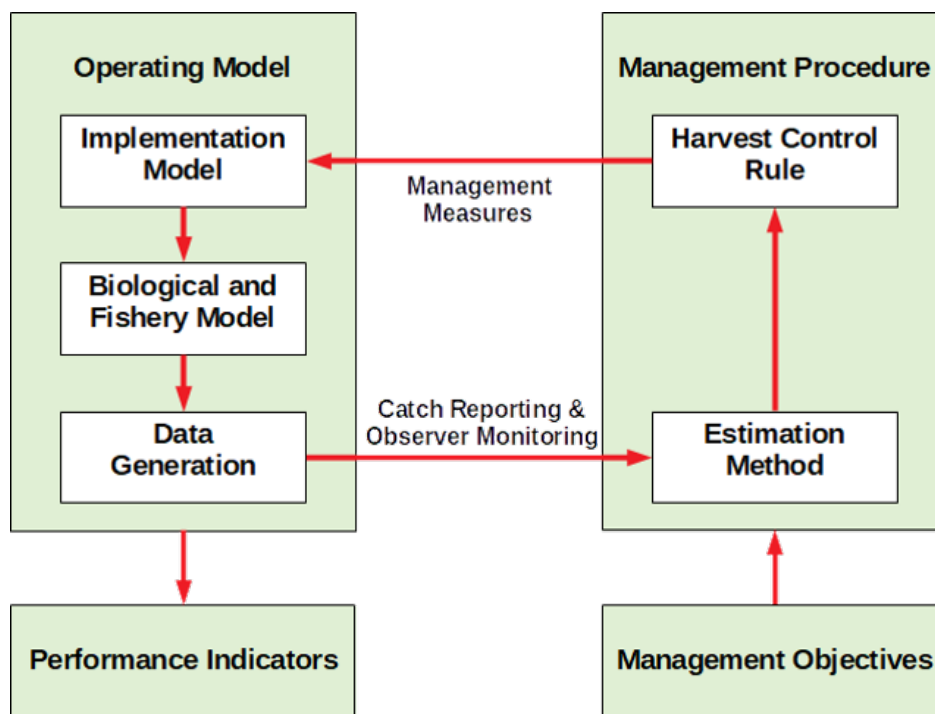 Operating Model
Implementation
Model
Biological and
Fishery Model
Data
Generation
Performance Indicators
Management
Measures
Catch Reporting &
Observer Monitoring
Management Procedure
Harvest Control
Rule
Estimation
Method
Management Objectives